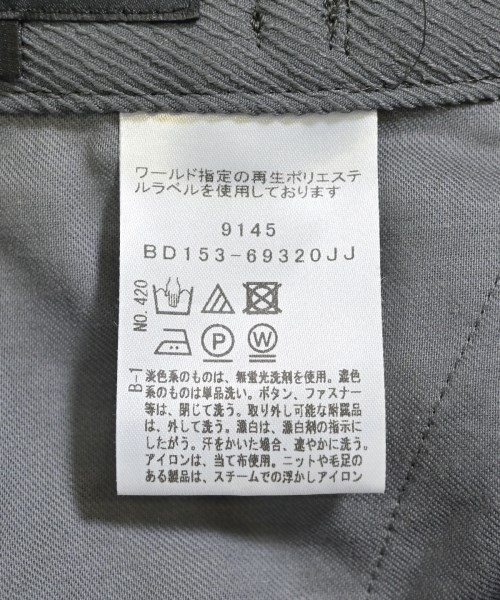 ワールド指定の再生ポリエステ
ルラベルを使用しております
9145
BD153-69320JJ
NO.420
P
W
B-1
淡色系のものは、無蛍光洗剤を使用。濃色
系のものは単品洗い。ボタン、ファスナー
等は、閉じて洗う。取り外し可能な附属品
は、外して洗う。漂白は、漂白剤の指示に
したがう。汗をかいた場合、速やかに洗う。
アイロンは、当て布使用。ニットや毛足の
ある製品は、スチームでの浮かしアイロン